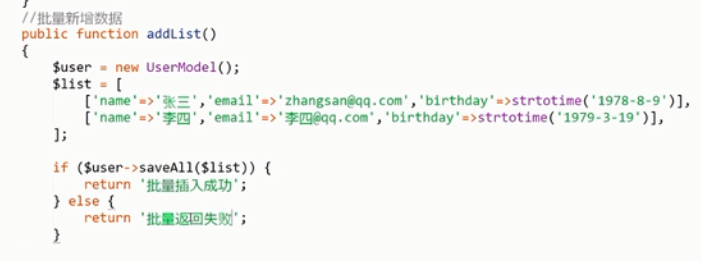 }
//批量新增数据
public function addList()
{
$user = new UserModel();
$list = [
['name'=>'张三','email'=>'zhangsan@qq.com','birthday'=>strtotime('1978-8-9')],
['name'=>'李四','email'=>'李四@qq.com','birthday'=>strtotime('1979-3-19')],
];
if ($user->saveAll($list)) {
return '批量插入成功';
} else {
return '批量返回失败';
}